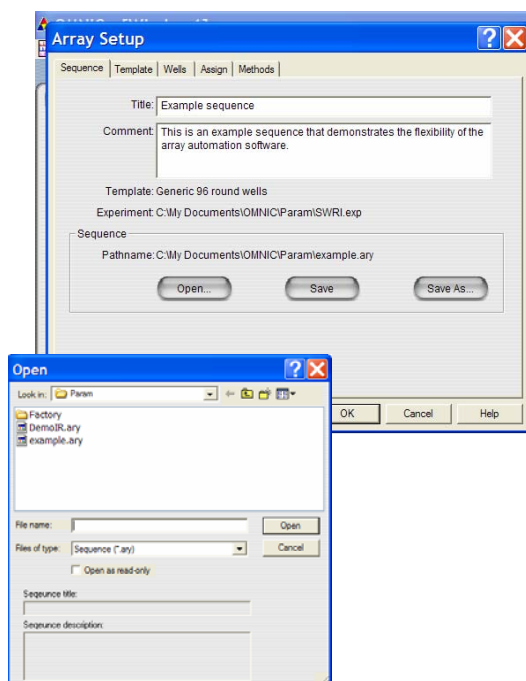 Array Setup
Sequence Template Wells Assign Methods
Title: Example sequence
Comment: This is an example sequence that demonstrates the flexibility of the
array automation software.
Template: Generic 96 round wells
Experiment: C:\My Documents\OMNIC\Param\SWRI.exp
Sequence
Pathname: C:\My Documents\OMNIC\Param\example.ary
Open... Save Save As...
OK Cancel Help
Open
Look in: Param
Factory
DemoIR.ary
example.ary
File name: Open
Files of type: Sequence (*.ary) Cancel
Open as read-only
Seqeunce title:
Seqeunce description: